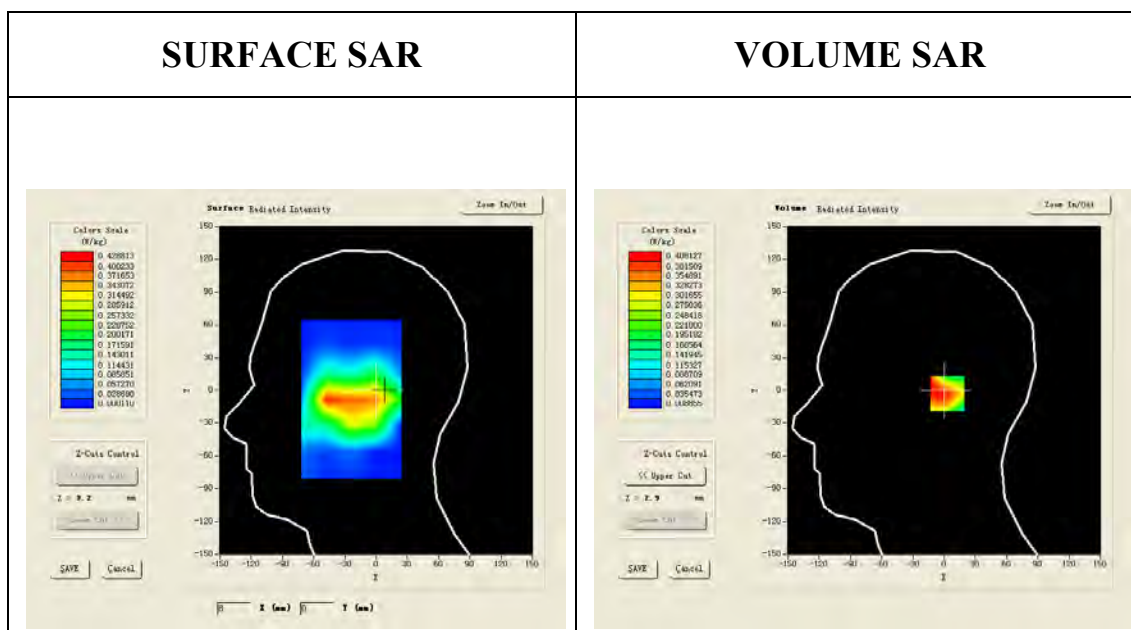 SURFACE SAR
VOLUME SAR
Surface Radiated Intensity
Zoom In/Out
Colors Scale
(W/kg)
0.428813
0.400233
0.371653
0.343072
0.314492
0.285912
0.257332
0.228752
0.200171
0.171591
0.143011
0.114431
0.085851
0.057270
0.028690
0.000110
150
90
60
30
0
-30
-60
-90
-120
-150
-150 -120 -90 -60 -30 0 30 60 90 120 150
Z-Cuts Control
<< Upper Cut
mm
SAVE Cancel
X (mm) 0 Y (mm)
Volume Radiated Intensity
Zoom In/Out
Colors Scale
(W/kg)
0.408127
0.381509
0.354891
0.328273
0.301655
0.275036
0.248418
0.221800
0.195182
0.168564
0.141945
0.115327
0.088709
0.062091
0.035473
150
90
60
30
0
-30
-60
-90
-120
-150
-150 -120 -90 -60 -30 0 30 60 90 120 150
Z-Cuts Control
<< Upper Cut
mm
SAVE Cancel